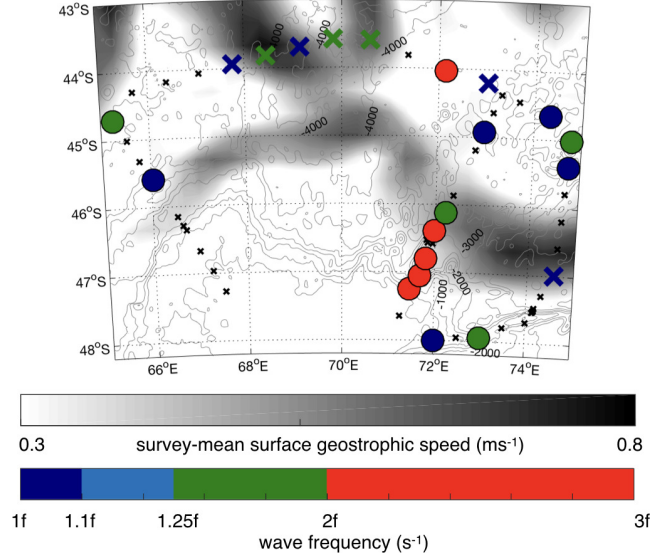 43°S
44°S
45°S
46°S
47°S
48°S
-4000
-4000
-4000
-4000
-3000
-2000
-1000
-2000
66°E 68°E 70°E 72°E 74°E
0.3 survey-mean surface geostrophic speed (ms-1) 0.8
1f 1.1f 1.25f 2f 3f
wave frequency (s-1)